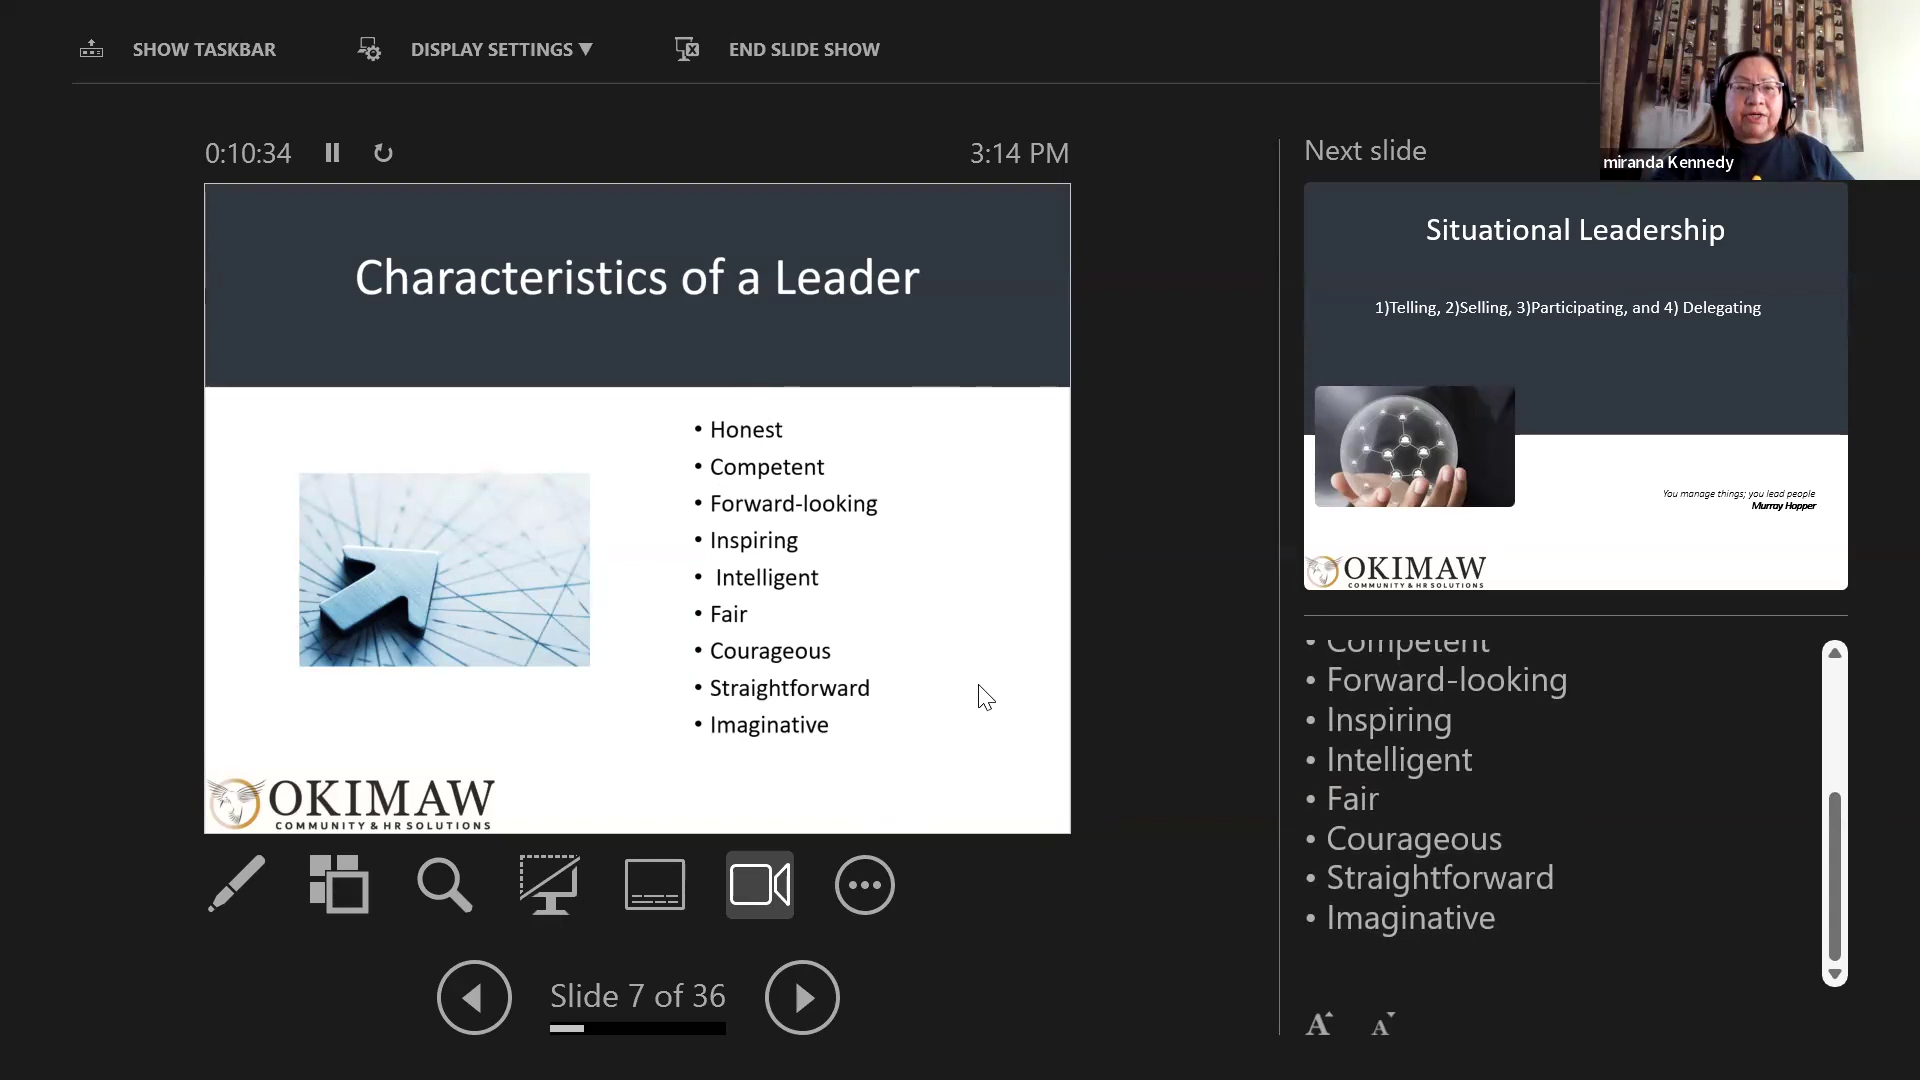 SHOW TASKBAR
DISPLAY SETTINGS ▼
END SLIDE SHOW
miranda Kennedy
0:10:34
3:14 PM
Characteristics of a Leader
• Honest
• Competent
• Forward-looking
• Inspiring
• Intelligent
• Fair
• Courageous
• Straightforward
• Imaginative
OKIMAW
COMMUNITY & HR SOLUTIONS
Slide 7 of 36
Next slide
Situational Leadership
1)Telling, 2)Selling, 3)Participating, and 4) Delegating
You manage things; you lead people
Murray Hopper
OKIMAW
COMMUNITY & HR SOLUTIONS
• Competent
• Forward-looking
• Inspiring
• Intelligent
• Fair
• Courageous
• Straightforward
• Imaginative
A A